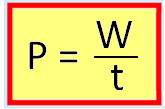 P = W/t